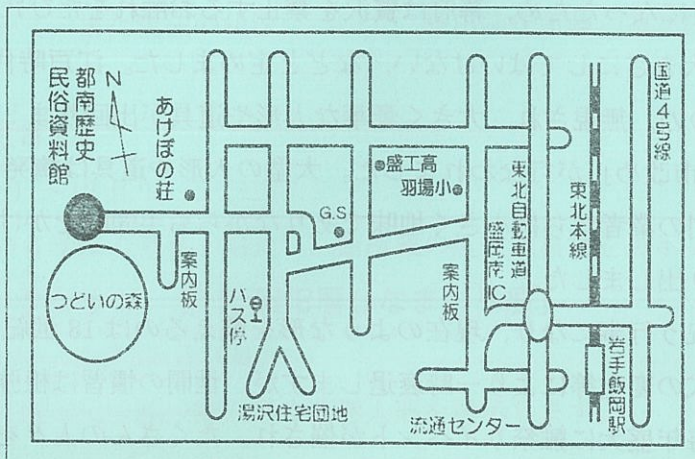 都南歴史
民俗資料館
N
あけぼの荘
つどいの森
案内板
バス停
湯沢住宅団地
G.S
盛工高
羽場小
案内板
盛岡南IC
東北自動車道
流通センター
東北本線
岩手飯岡駅
国道4号線